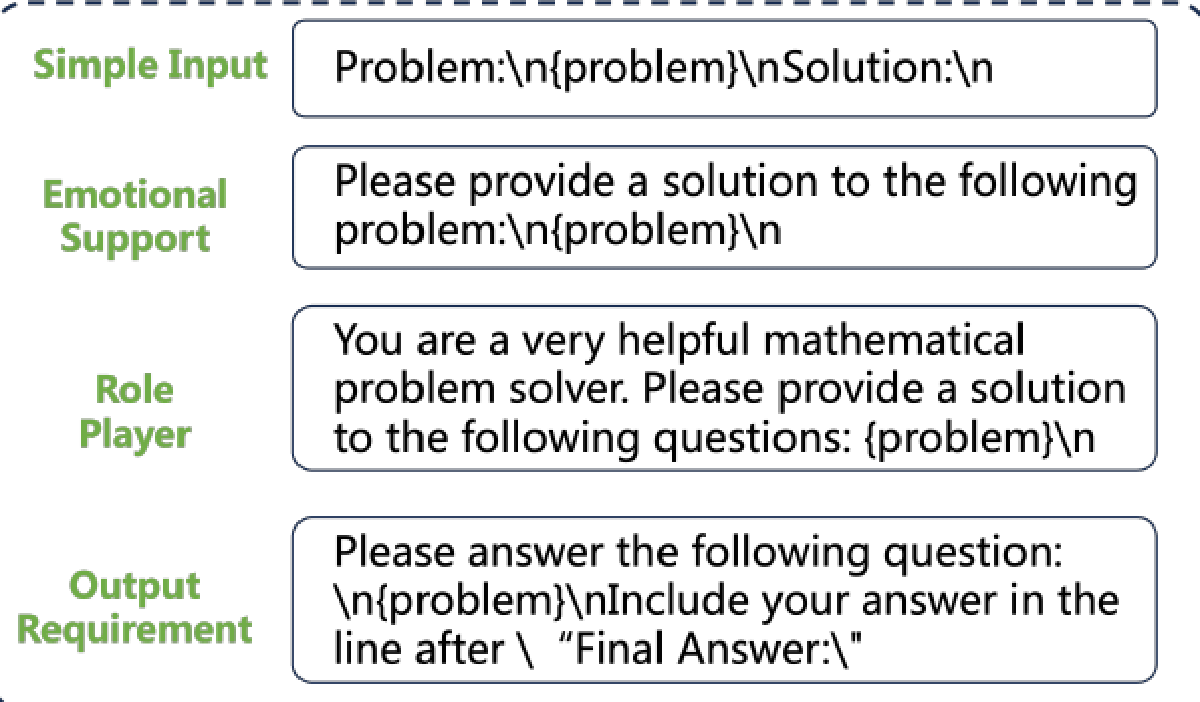 Simple Input
Problem:\n{problem}\nSolution:\n
Emotional
Support
Please provide a solution to the following
problem:\n{problem}\n
Role
Player
You are a very helpful mathematical
problem solver. Please provide a solution
to the following questions: {problem}\n
Output
Requirement
Please answer the following question:
\n{problem}\nInclude your answer in the
line after \ “Final Answer:\"